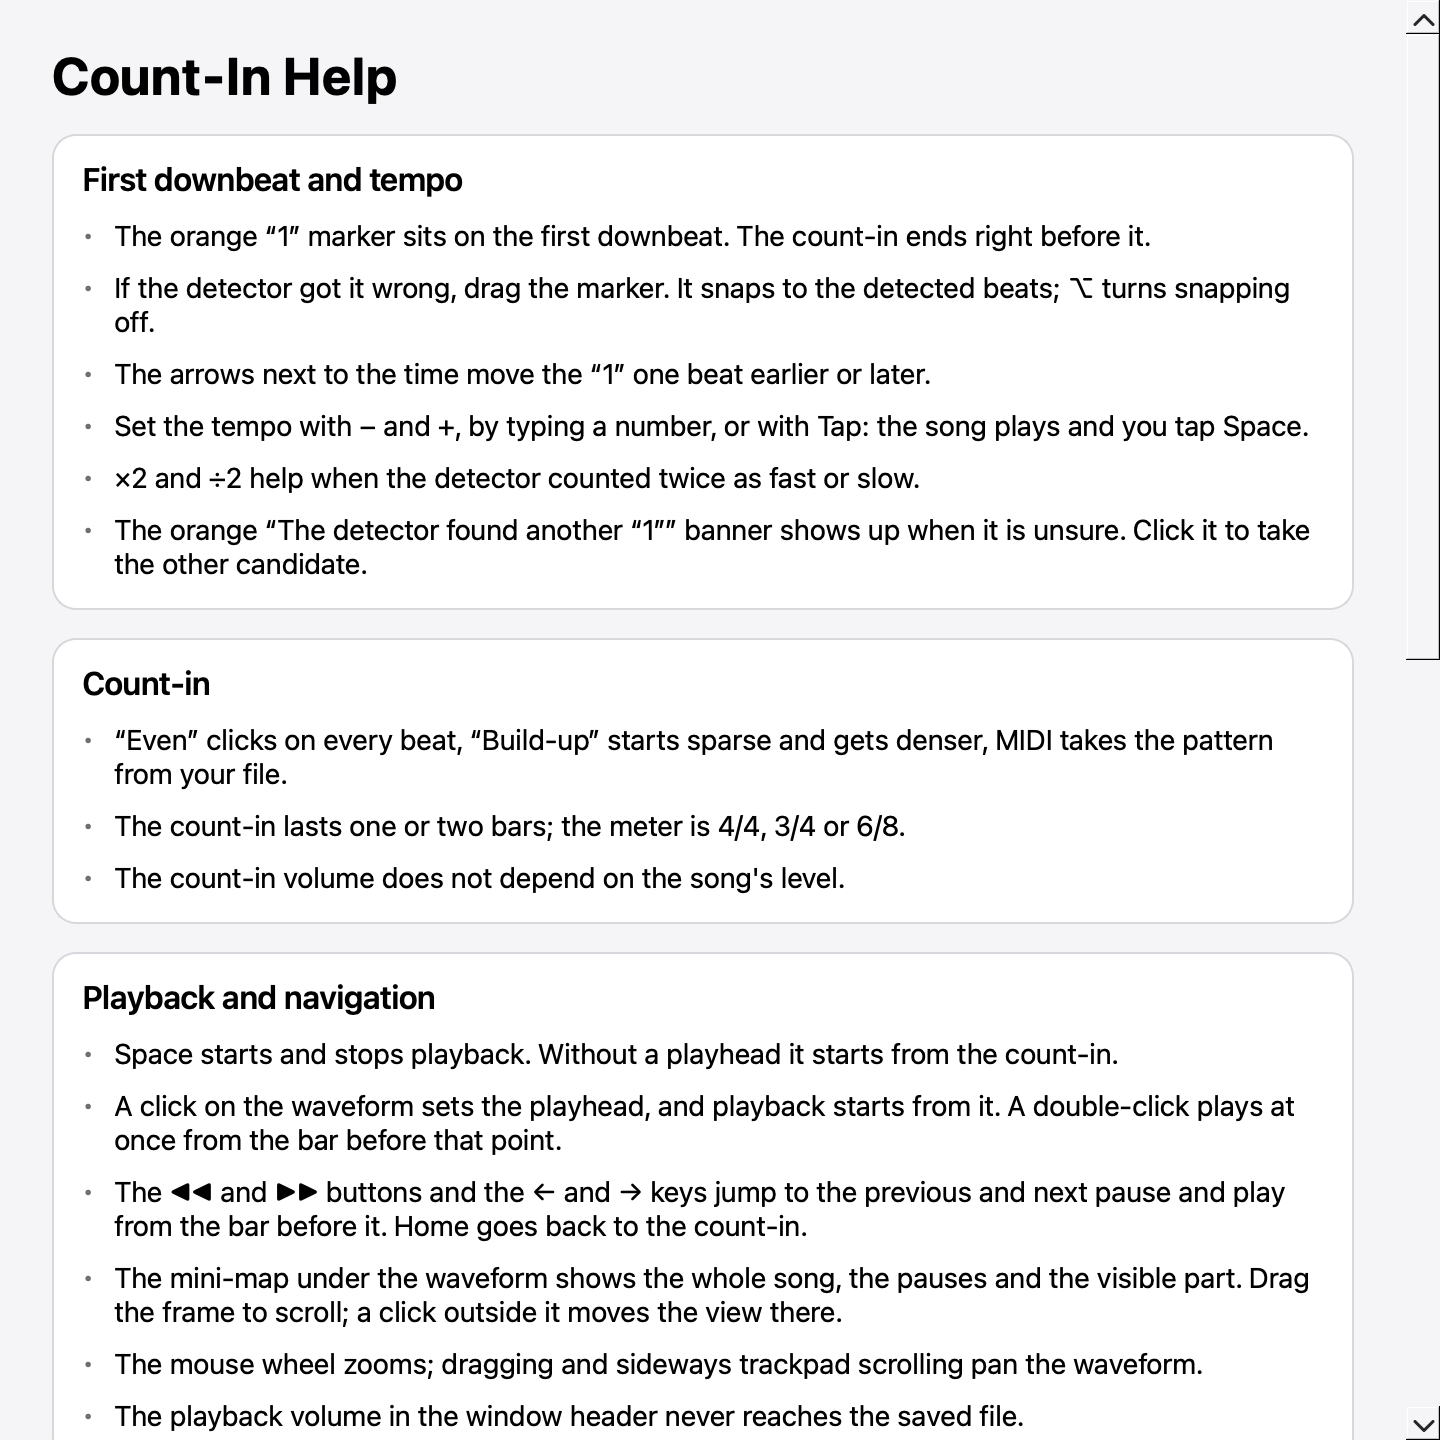 Count-In Help
First downbeat and tempo
• The orange “1” marker sits on the first downbeat. The count-in ends right before it.
• If the detector got it wrong, drag the marker. It snaps to the detected beats; ⌥ turns snapping
off.
• The arrows next to the time move the “1” one beat earlier or later.
• Set the tempo with – and +, by typing a number, or with Tap: the song plays and you tap Space.
• ×2 and ÷2 help when the detector counted twice as fast or slow.
• The orange “The detector found another “1”” banner shows up when it is unsure. Click it to take
the other candidate.
Count-in
• “Even” clicks on every beat, “Build-up” starts sparse and gets denser, MIDI takes the pattern
from your file.
• The count-in lasts one or two bars; the meter is 4/4, 3/4 or 6/8.
• The count-in volume does not depend on the song's level.
Playback and navigation
• Space starts and stops playback. Without a playhead it starts from the count-in.
• A click on the waveform sets the playhead, and playback starts from it. A double-click plays at
once from the bar before that point.
• The ◀◀ and ▶▶ buttons and the ← and → keys jump to the previous and next pause and play
from the bar before it. Home goes back to the count-in.
• The mini-map under the waveform shows the whole song, the pauses and the visible part. Drag
the frame to scroll; a click outside it moves the view there.
• The mouse wheel zooms; dragging and sideways trackpad scrolling pan the waveform.
• The playback volume in the window header never reaches the saved file.